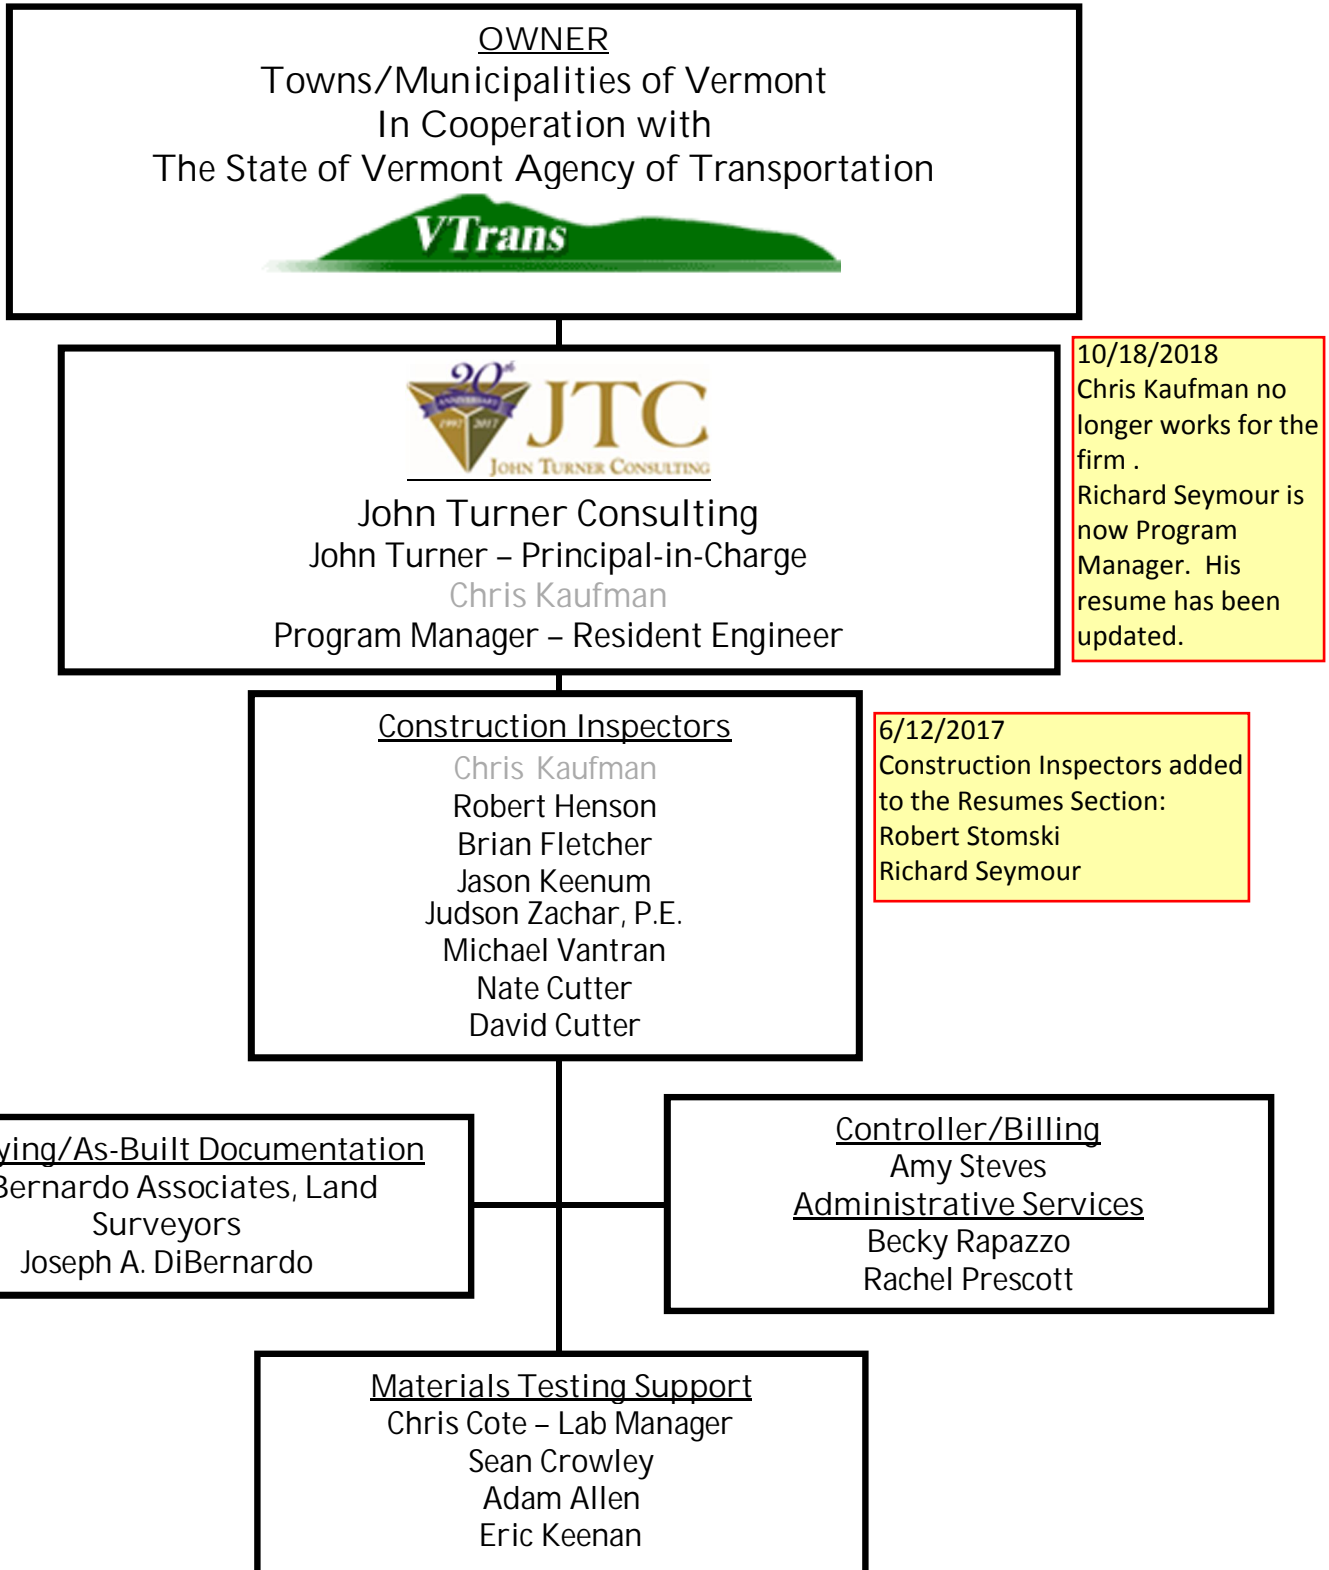 OWNER
Towns/Municipalities of Vermont
In Cooperation with
The State of Vermont Agency of Transportation
VTrans
20th
ANNIVERSARY
1997 2017
JTC
JOHN TURNER CONSULTING
John Turner Consulting
John Turner – Principal-in-Charge
Chris Kaufman
Program Manager – Resident Engineer
10/18/2018
Chris Kaufman no
longer works for the
firm .
Richard Seymour is
now Program
Manager. His
resume has been
updated.
Construction Inspectors
Chris Kaufman
Robert Henson
Brian Fletcher
Jason Keenum
Judson Zachar, P.E.
Michael Vantran
Nate Cutter
David Cutter
6/12/2017
Construction Inspectors added
to the Resumes Section:
Robert Stomski
Richard Seymour
ying/As-Built Documentation
Bernardo Associates, Land
Surveyors
Joseph A. DiBernardo
Controller/Billing
Amy Steves
Administrative Services
Becky Rapazzo
Rachel Prescott
Materials Testing Support
Chris Cote – Lab Manager
Sean Crowley
Adam Allen
Eric Keenan